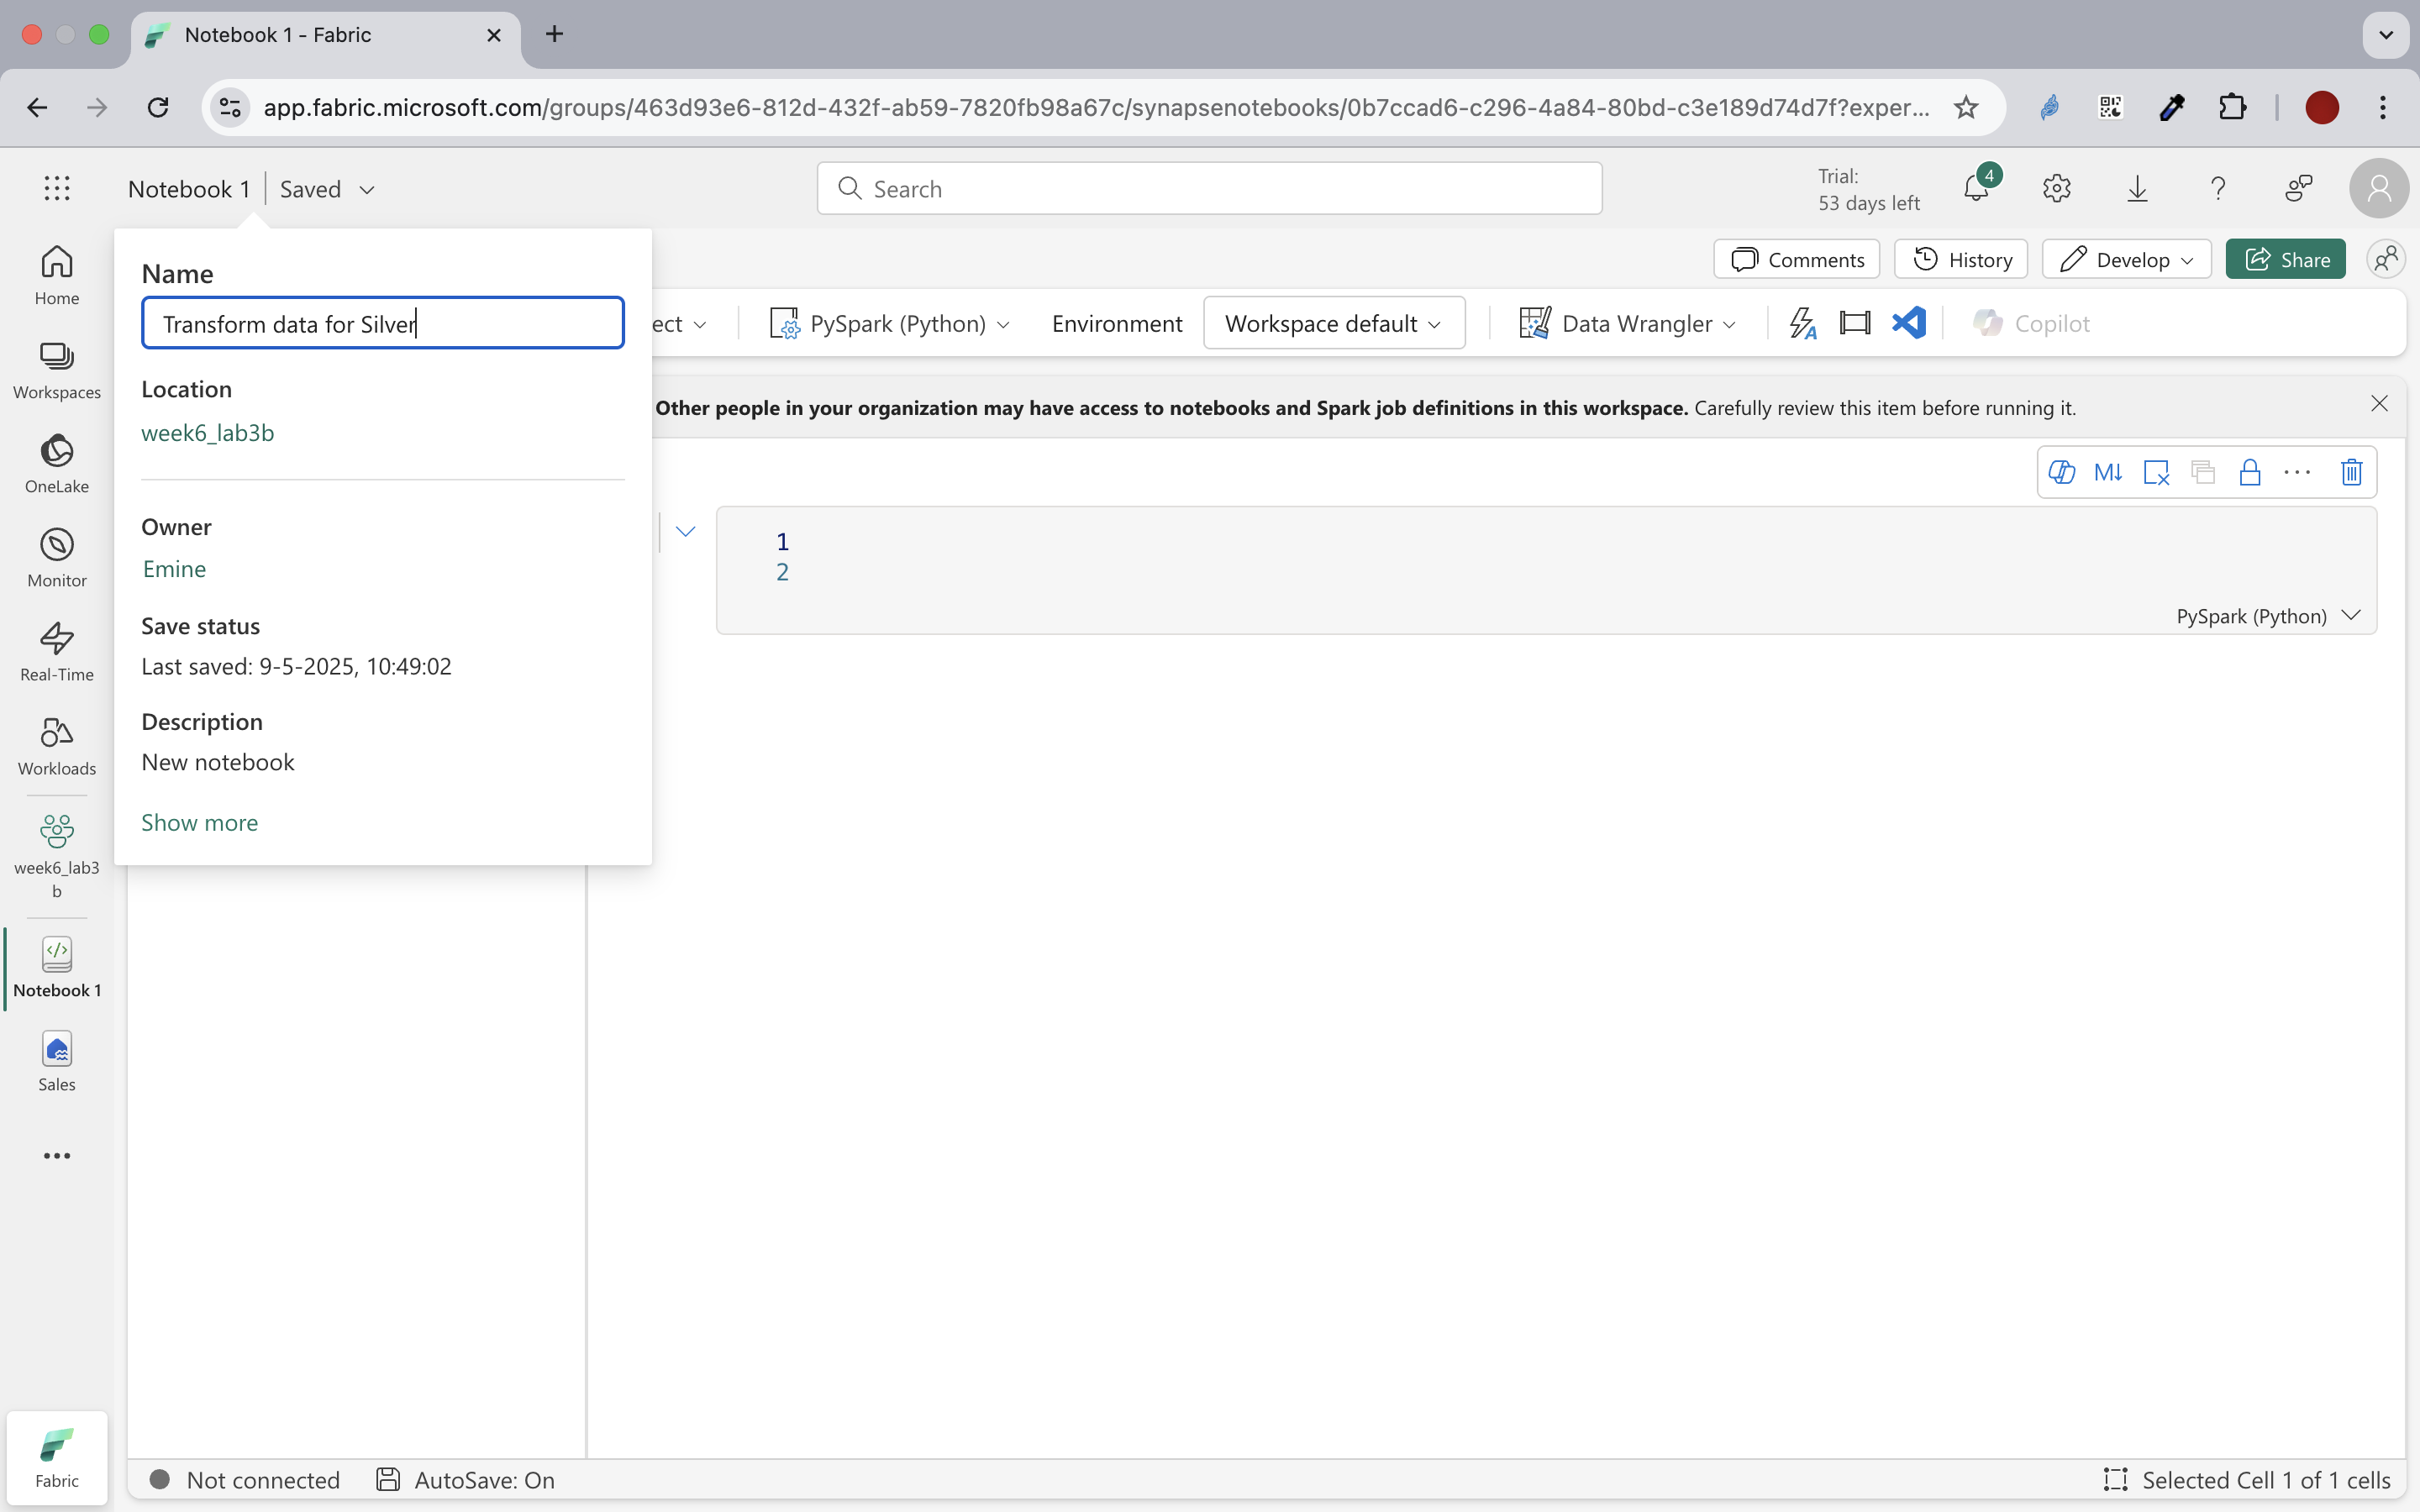 Notebook 1 - Fabric
app.fabric.microsoft.com/groups/463d93e6-812d-432f-ab59-7820fb98a67c/synapsenotebooks/0b7ccad6-c296-4a84-80bd-c3e189d74d7f?exper...
Notebook 1 Saved
Search
Trial:
53 days left
4
Comments
History
Develop
Share
Name
Transform data for Silver
Location
week6_lab3b
Owner
Emine
Save status
Last saved: 9-5-2025, 10:49:02
Description
New notebook
Show more
ect
PySpark (Python)
Environment
Workspace default
Data Wrangler
Copilot
Other people in your organization may have access to notebooks and Spark job definitions in this workspace. Carefully review this item before running it.
M↓
1
2
PySpark (Python)
Home
Workspaces
OneLake
Monitor
Real-Time
Workloads
week6_lab3
b
Notebook 1
Sales
Fabric
Not connected
AutoSave: On
Selected Cell 1 of 1 cells